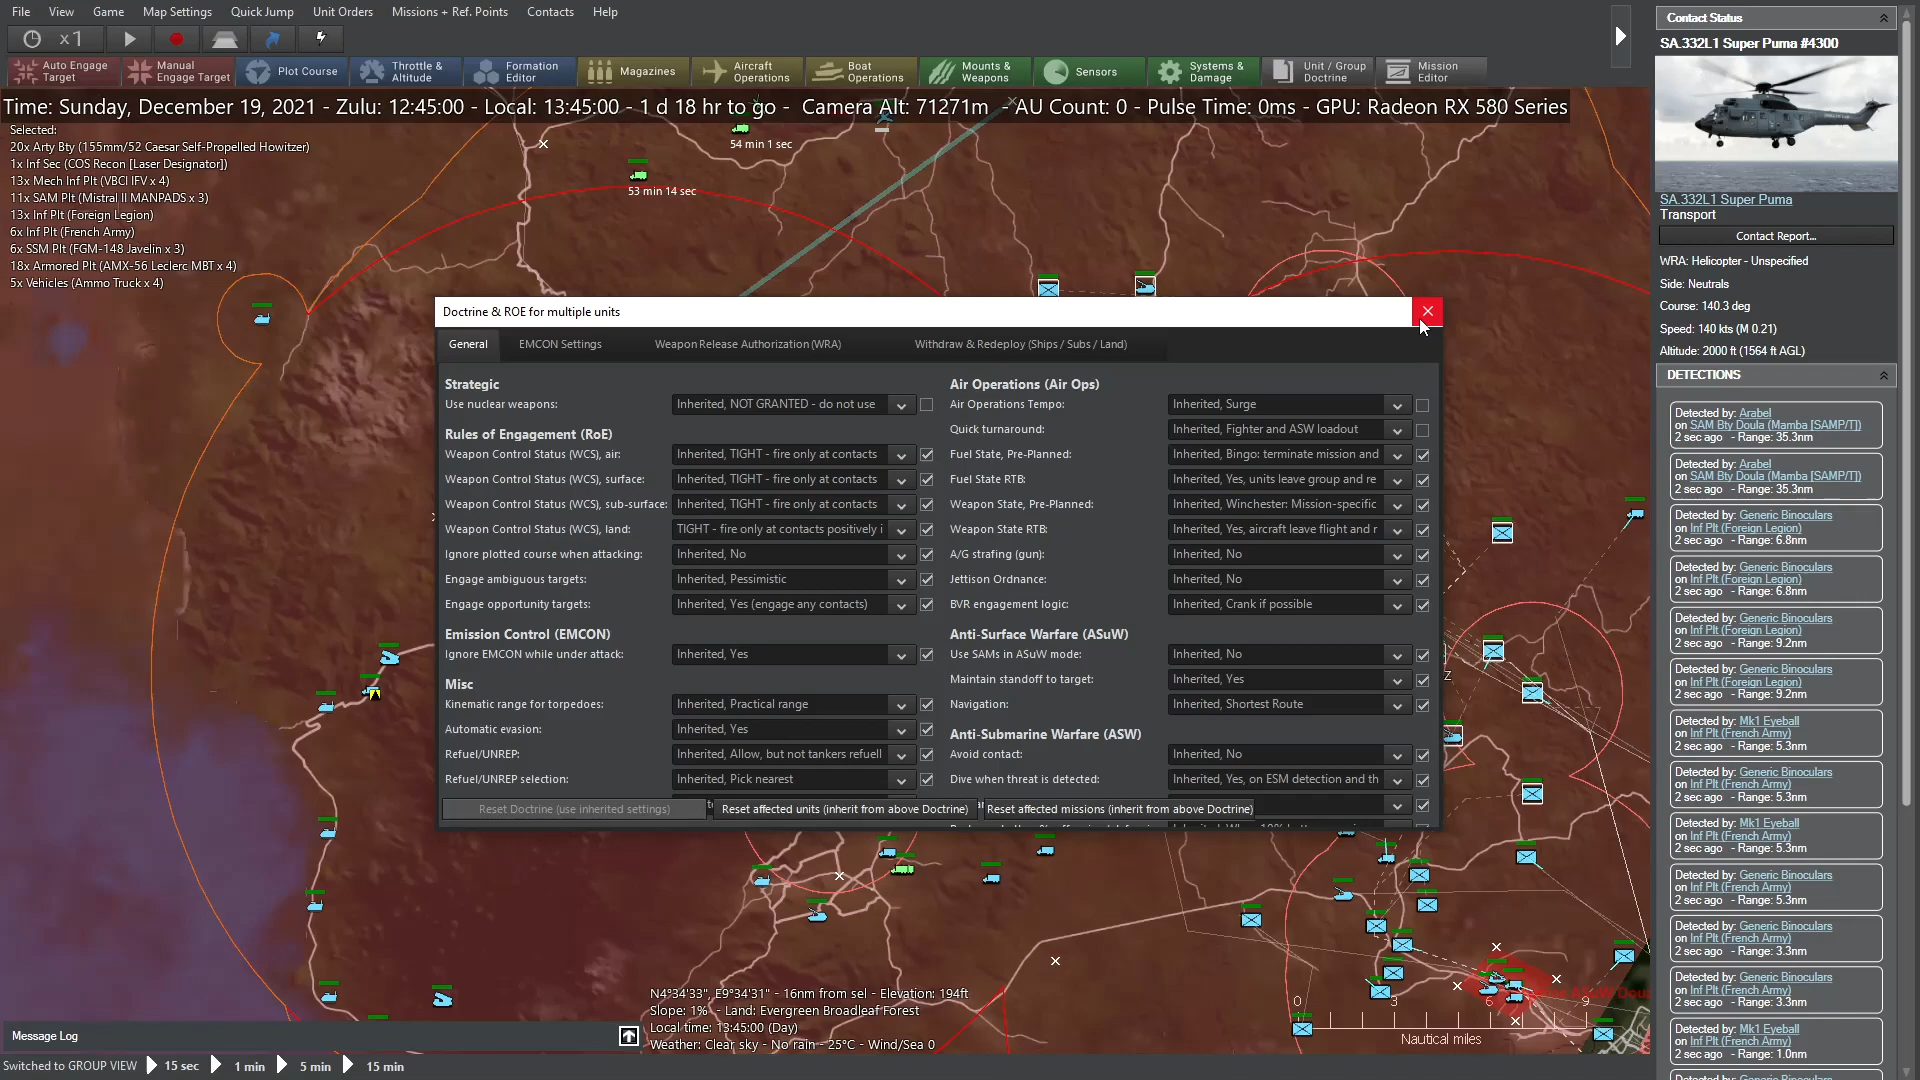 File View Game Map Settings Quick Jump Unit Orders Missions + Ref. Points Contacts Help
x1
Auto Engage Target
Manual Engage Target
Plot Course
Throttle & Altitude
Formation Editor
Magazines
Aircraft Operations
Boat Operations
Mounts & Weapons
Sensors
Systems & Damage
Unit / Group Doctrine
Mission Editor
Time: Sunday, December 19, 2021 - Zulu: 12:45:00 - Local: 13:45:00 - 1 d 18 hr to go - Camera Alt: 71271m - AU Count: 0 - Pulse Time: 0ms - GPU: Radeon RX 580 Series
Selected:
20x Arty Bty (155mm/52 Caesar Self-Propelled Howitzer)
1x Inf Sec (COS Recon [Laser Designator])
13x Mech Inf Plt (VBCI IFV x 4)
11x SAM Plt (Mistral II MANPADS x 3)
13x Inf Plt (Foreign Legion)
6x Inf Plt (French Army)
6x SSM Plt (FGM-148 Javelin x 3)
18x Armored Plt (AMX-56 Leclerc MBT x 4)
5x Vehicles (Ammo Truck x 4)
54 min 1 sec
53 min 14 sec
Doctrine & ROE for multiple units
General EMCON Settings Weapon Release Authorization (WRA) Withdraw & Redeploy (Ships / Subs / Land)
Strategic
Use nuclear weapons: Inherited, NOT GRANTED - do not use
Rules of Engagement (RoE)
Weapon Control Status (WCS), air: Inherited, TIGHT - fire only at contacts
Weapon Control Status (WCS), surface: Inherited, TIGHT - fire only at contacts
Weapon Control Status (WCS), sub-surface: Inherited, TIGHT - fire only at contacts
Weapon Control Status (WCS), land: TIGHT - fire only at contacts positively i
Ignore plotted course when attacking: Inherited, No
Engage ambiguous targets: Inherited, Pessimistic
Engage opportunity targets: Inherited, Yes (engage any contacts)
Emission Control (EMCON)
Ignore EMCON while under attack: Inherited, Yes
Misc
Kinematic range for torpedoes: Inherited, Practical range
Automatic evasion: Inherited, Yes
Refuel/UNREP: Inherited, Allow, but not tankers refuell
Refuel/UNREP selection: Inherited, Pick nearest
Air Operations (Air Ops)
Air Operations Tempo: Inherited, Surge
Quick turnaround: Inherited, Fighter and ASW loadout
Fuel State, Pre-Planned: Inherited, Bingo: terminate mission and
Fuel State RTB: Inherited, Yes, units leave group and re
Weapon State, Pre-Planned: Inherited, Winchester: Mission-specific
Weapon State RTB: Inherited, Yes, aircraft leave flight and r
A/G strafing (gun): Inherited, No
Jettison Ordnance: Inherited, No
BVR engagement logic: Inherited, Crank if possible
Anti-Surface Warfare (ASuW)
Use SAMs in ASuW mode: Inherited, No
Maintain standoff to target: Inherited, Yes
Navigation: Inherited, Shortest Route
Anti-Submarine Warfare (ASW)
Avoid contact: Inherited, No
Dive when threat is detected: Inherited, Yes, on ESM detection and th
Reset Doctrine (use inherited settings) Reset affected units (inherit from above Doctrine) Reset affected missions (inherit from above Doctrine)
Z
N4°34'33", E9°34'31" - 16nm from sel - Elevation: 194ft
Slope: 1% - Land: Evergreen Broadleaf Forest
Local time: 13:45:00 (Day)
Weather: Clear sky - No rain - 25°C - Wind/Sea 0
0 3 6 9
Nautical miles
Message Log
Switched to GROUP VIEW 15 sec 1 min 5 min 15 min
Contact Status
SA.332L1 Super Puma #4300
SA.332L1 Super Puma
Transport
Contact Report...
WRA: Helicopter - Unspecified
Side: Neutrals
Course: 140.3 deg
Speed: 140 kts (M 0.21)
Altitude: 2000 ft (1564 ft AGL)
DETECTIONS
Detected by: Arabel
on SAM Bty Doula (Mamba [SAMP/T])
2 sec ago - Range: 35.3nm
Detected by: Arabel
on SAM Bty Doula (Mamba [SAMP/T])
2 sec ago - Range: 35.3nm
Detected by: Generic Binoculars
on Inf Plt (Foreign Legion)
2 sec ago - Range: 6.8nm
Detected by: Generic Binoculars
on Inf Plt (Foreign Legion)
2 sec ago - Range: 6.8nm
Detected by: Generic Binoculars
on Inf Plt (Foreign Legion)
2 sec ago - Range: 9.2nm
Detected by: Generic Binoculars
on Inf Plt (Foreign Legion)
2 sec ago - Range: 9.2nm
Detected by: Mk1 Eyeball
on Inf Plt (French Army)
2 sec ago - Range: 5.3nm
Detected by: Generic Binoculars
on Inf Plt (French Army)
2 sec ago - Range: 5.3nm
Detected by: Mk1 Eyeball
on Inf Plt (French Army)
2 sec ago - Range: 5.3nm
Detected by: Generic Binoculars
on Inf Plt (French Army)
2 sec ago - Range: 5.3nm
Detected by: Generic Binoculars
on Inf Plt (French Army)
2 sec ago - Range: 3.3nm
Detected by: Generic Binoculars
on Inf Plt (French Army)
2 sec ago - Range: 3.3nm
Detected by: Mk1 Eyeball
on Inf Plt (French Army)
2 sec ago - Range: 1.0nm
Detected by: Generic Binoculars